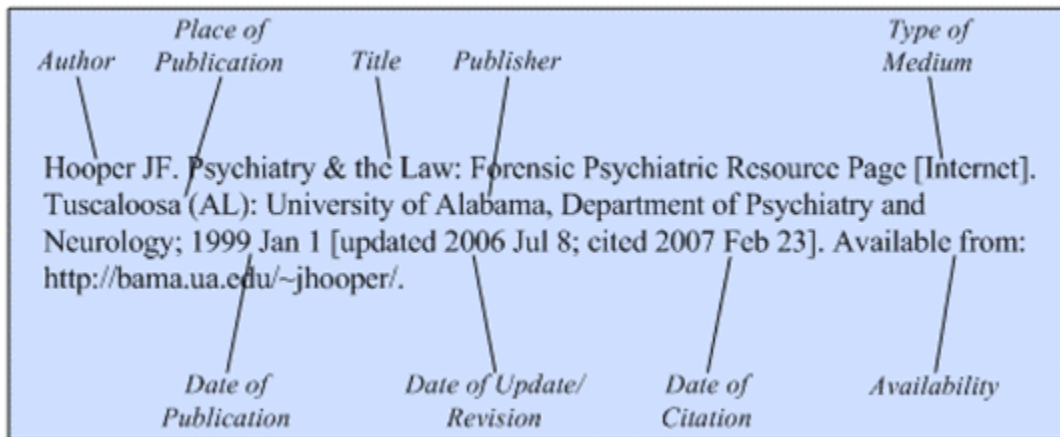 Place of
Publication
Author
Title
Publisher
Type of
Medium
Hooper JF. Psychiatry & the Law: Forensic Psychiatric Resource Page [Internet].
Tuscaloosa (AL): University of Alabama, Department of Psychiatry and
Neurology; 1999 Jan 1 [updated 2006 Jul 8; cited 2007 Feb 23]. Available from:
http://bama.ua.edu/~jhooper/.
Date of
Publication
Date of Update/
Revision
Date of
Citation
Availability